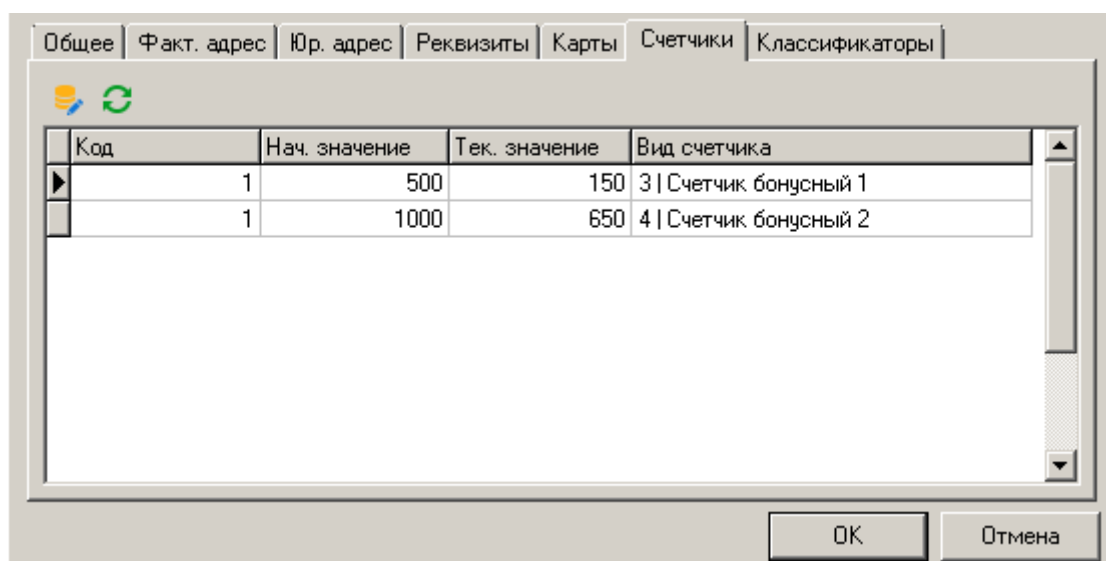 Общее Факт. адрес Юр. адрес Реквизиты Карты Счетчики Классификаторы
Код Нач. значение Тек. значение Вид счетчика
1 500 150 3 | Счетчик бонусный 1
1 1000 650 4 | Счетчик бонусный 2
OK Отмена